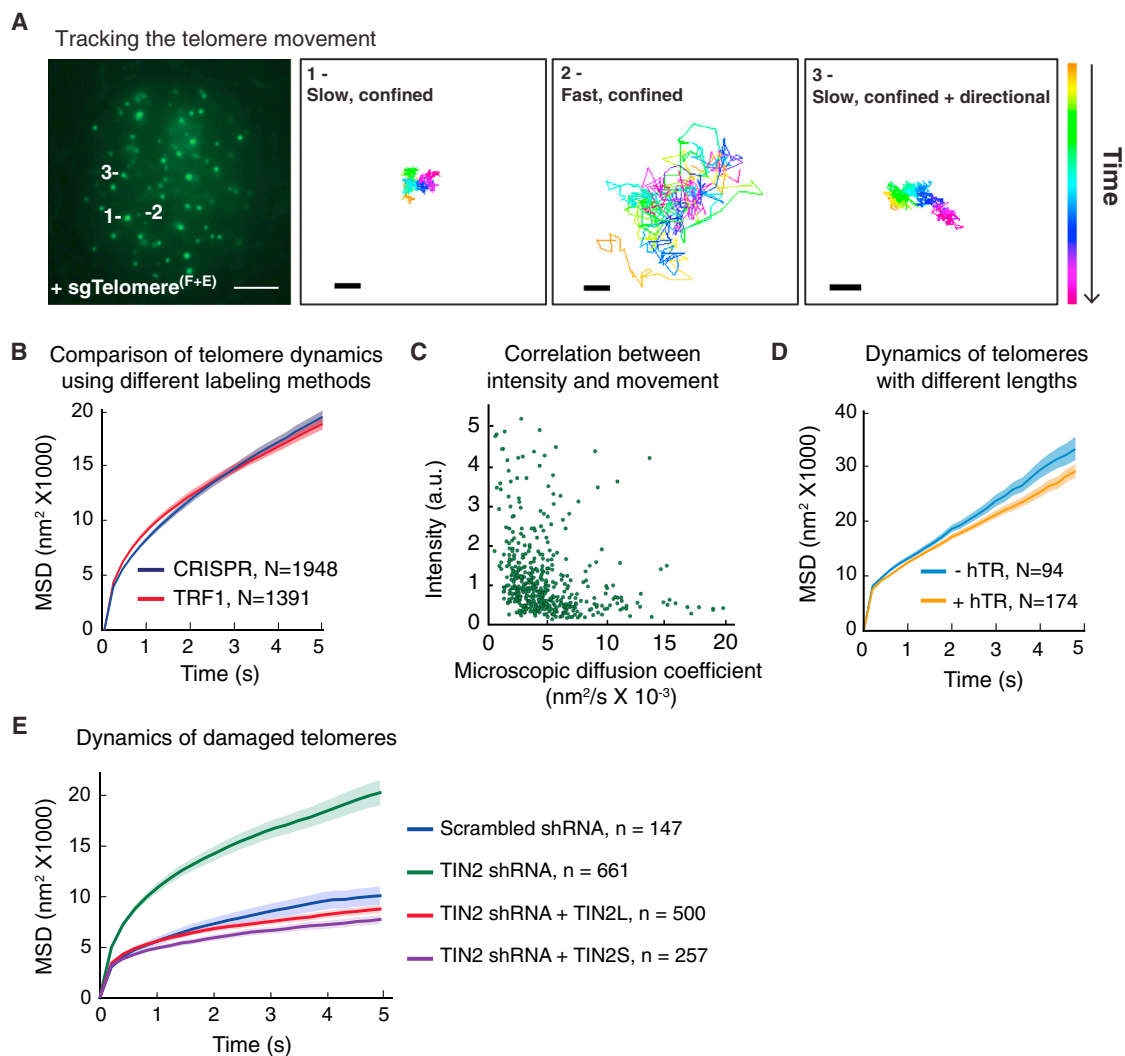 A
Tracking the telomere movement
3-
1-
-2
+ sgTelomere(F+E)
1 -
Slow, confined
2 -
Fast, confined
3 -
Slow, confined + directional
Time
B
Comparison of telomere dynamics
using different labeling methods
MSD (nm² X1000)
20
15
10
5
0
CRISPR, N=1948
TRF1, N=1391
0 1 2 3 4 5
Time (s)
C
Correlation between
intensity and movement
Intensity (a.u.)
5
4
3
2
1
0
0 5 10 15 20
Microscopic diffusion coefficient
(nm²/s X 10⁻³)
D
Dynamics of telomeres
with different lengths
MSD (nm² X1000)
40
30
20
10
0
- hTR, N=94
+ hTR, N=174
0 1 2 3 4 5
Time (s)
E
Dynamics of damaged telomeres
MSD (nm² X1000)
20
15
10
5
0
0 1 2 3 4 5
Time (s)
Scrambled shRNA, n = 147
TIN2 shRNA, n = 661
TIN2 shRNA + TIN2L, n = 500
TIN2 shRNA + TIN2S, n = 257